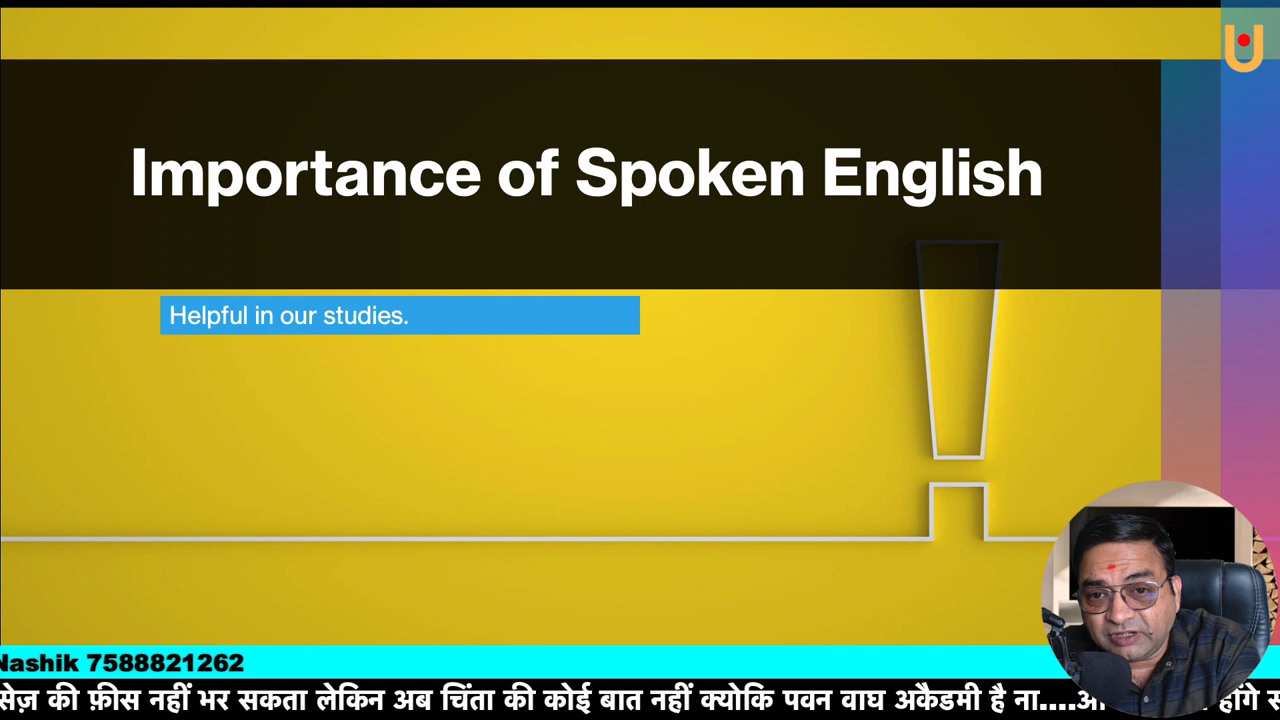 Importance of Spoken English
Helpful in our studies.
Nashik 7588821262
की फ़ीस नहीं भर सकता लेकिन अब चिंता की कोई बात नहीं क्योकि पवन वाघ अकैडमी है ना....